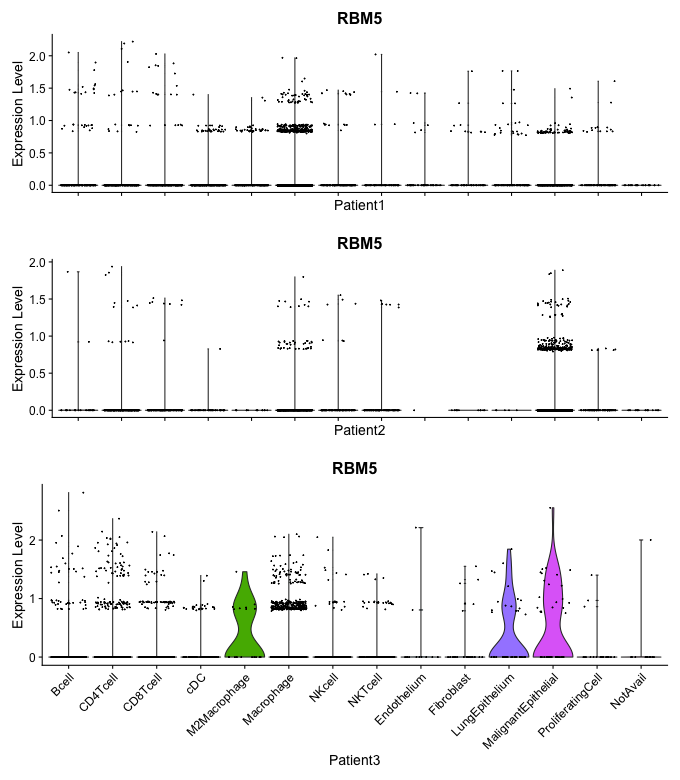 RBM5
Expression Level
2.0
1.5
1.0
0.5
0.0
Patient1
RBM5
Expression Level
2.0
1.5
1.0
0.5
0.0
Patient2
RBM5
Expression Level
2
1
0
Bcell
CD4Tcell
CD8Tcell
cDC
M2Macrophage
Macrophage
NKcell
NKTcell
Endothelium
Fibroblast
LungEpithelium
MalignantEpithelial
ProliferatingCell
NotAvail
Patient3